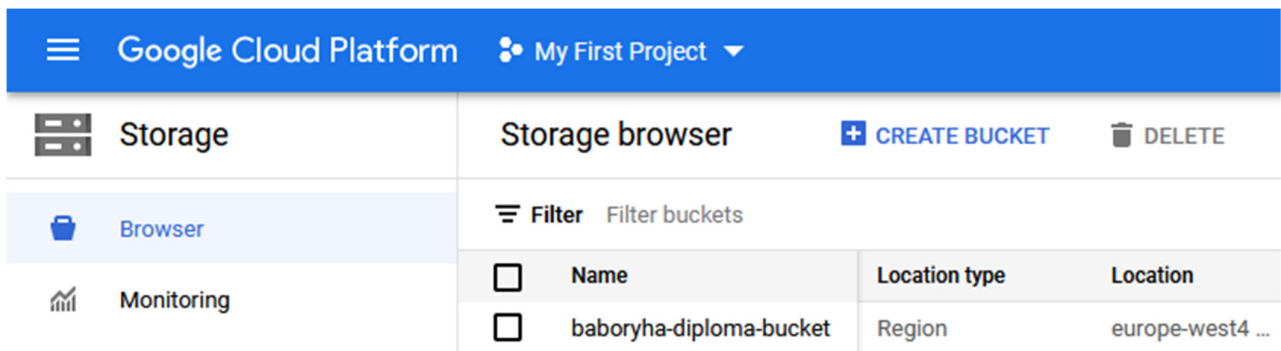 Google Cloud Platform My First Project
Storage Storage browser CREATE BUCKET DELETE
Browser Filter Filter buckets
Name Location type Location
Monitoring
baboryha-diploma-bucket Region europe-west4 ...